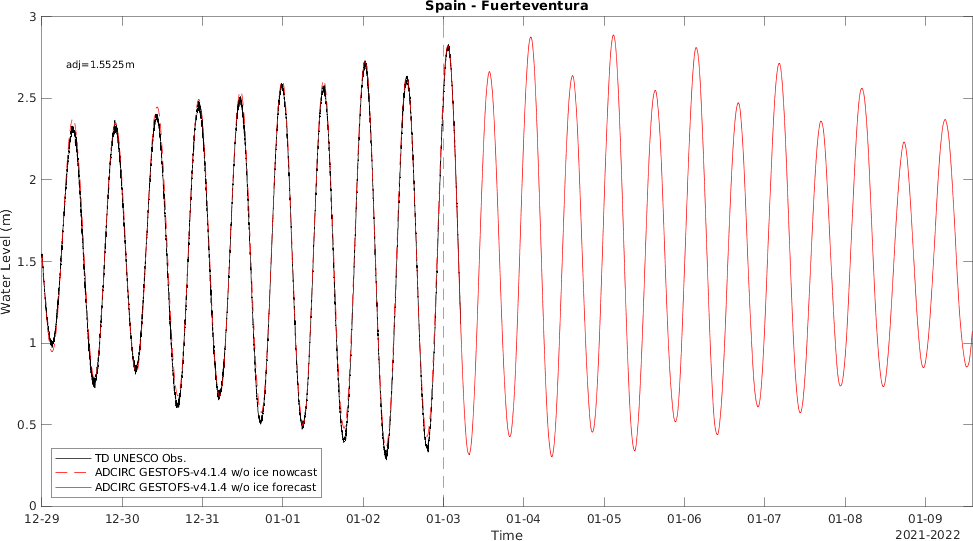 Spain - Fuerteventura
adj=1.5525m
Water Level (m)
3
2.5
2
1.5
1
0.5
0
TD UNESCO Obs.
ADCIRC GESTOFS-v4.1.4 w/o ice nowcast
ADCIRC GESTOFS-v4.1.4 w/o ice forecast
12-29 12-30 12-31 01-01 01-02 01-03 01-04 01-05 01-06 01-07 01-08 01-09
2021-2022
Time